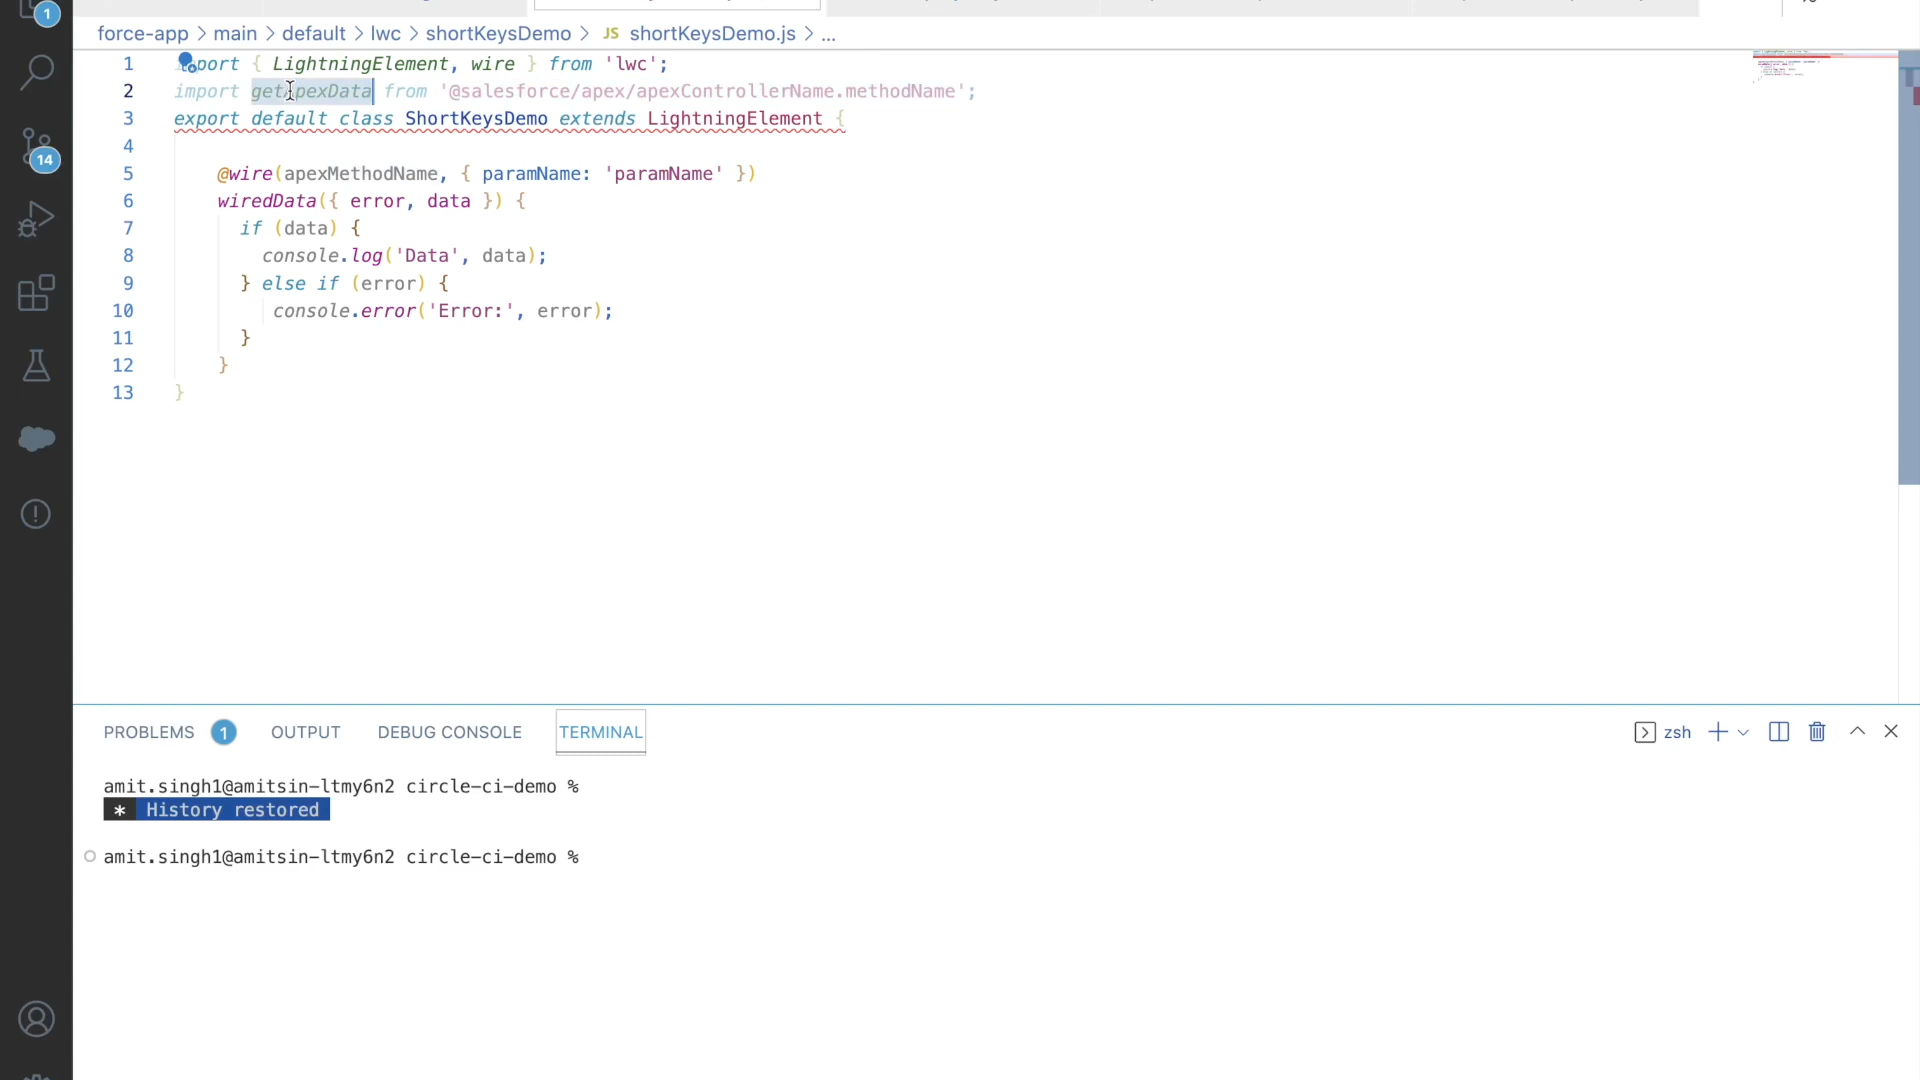 1
force-app > main > default > lwc > shortKeysDemo > JS shortKeysDemo.js > ...
1 import { LightningElement, wire } from 'lwc';
2 import getApexData from '@salesforce/apex/apexControllerName.methodName';
3 export default class ShortKeysDemo extends LightningElement {
4
14
5 @wire(apexMethodName, { paramName: 'paramName' })
6 wiredData({ error, data }) {
7 if (data) {
8 console.log('Data', data);
9 } else if (error) {
10 console.error('Error:', error);
11 }
12 }
13 }
PROBLEMS 1 OUTPUT DEBUG CONSOLE TERMINAL zsh
amit.singh1@amitsin-ltmy6n2 circle-ci-demo %
* History restored
amit.singh1@amitsin-ltmy6n2 circle-ci-demo %